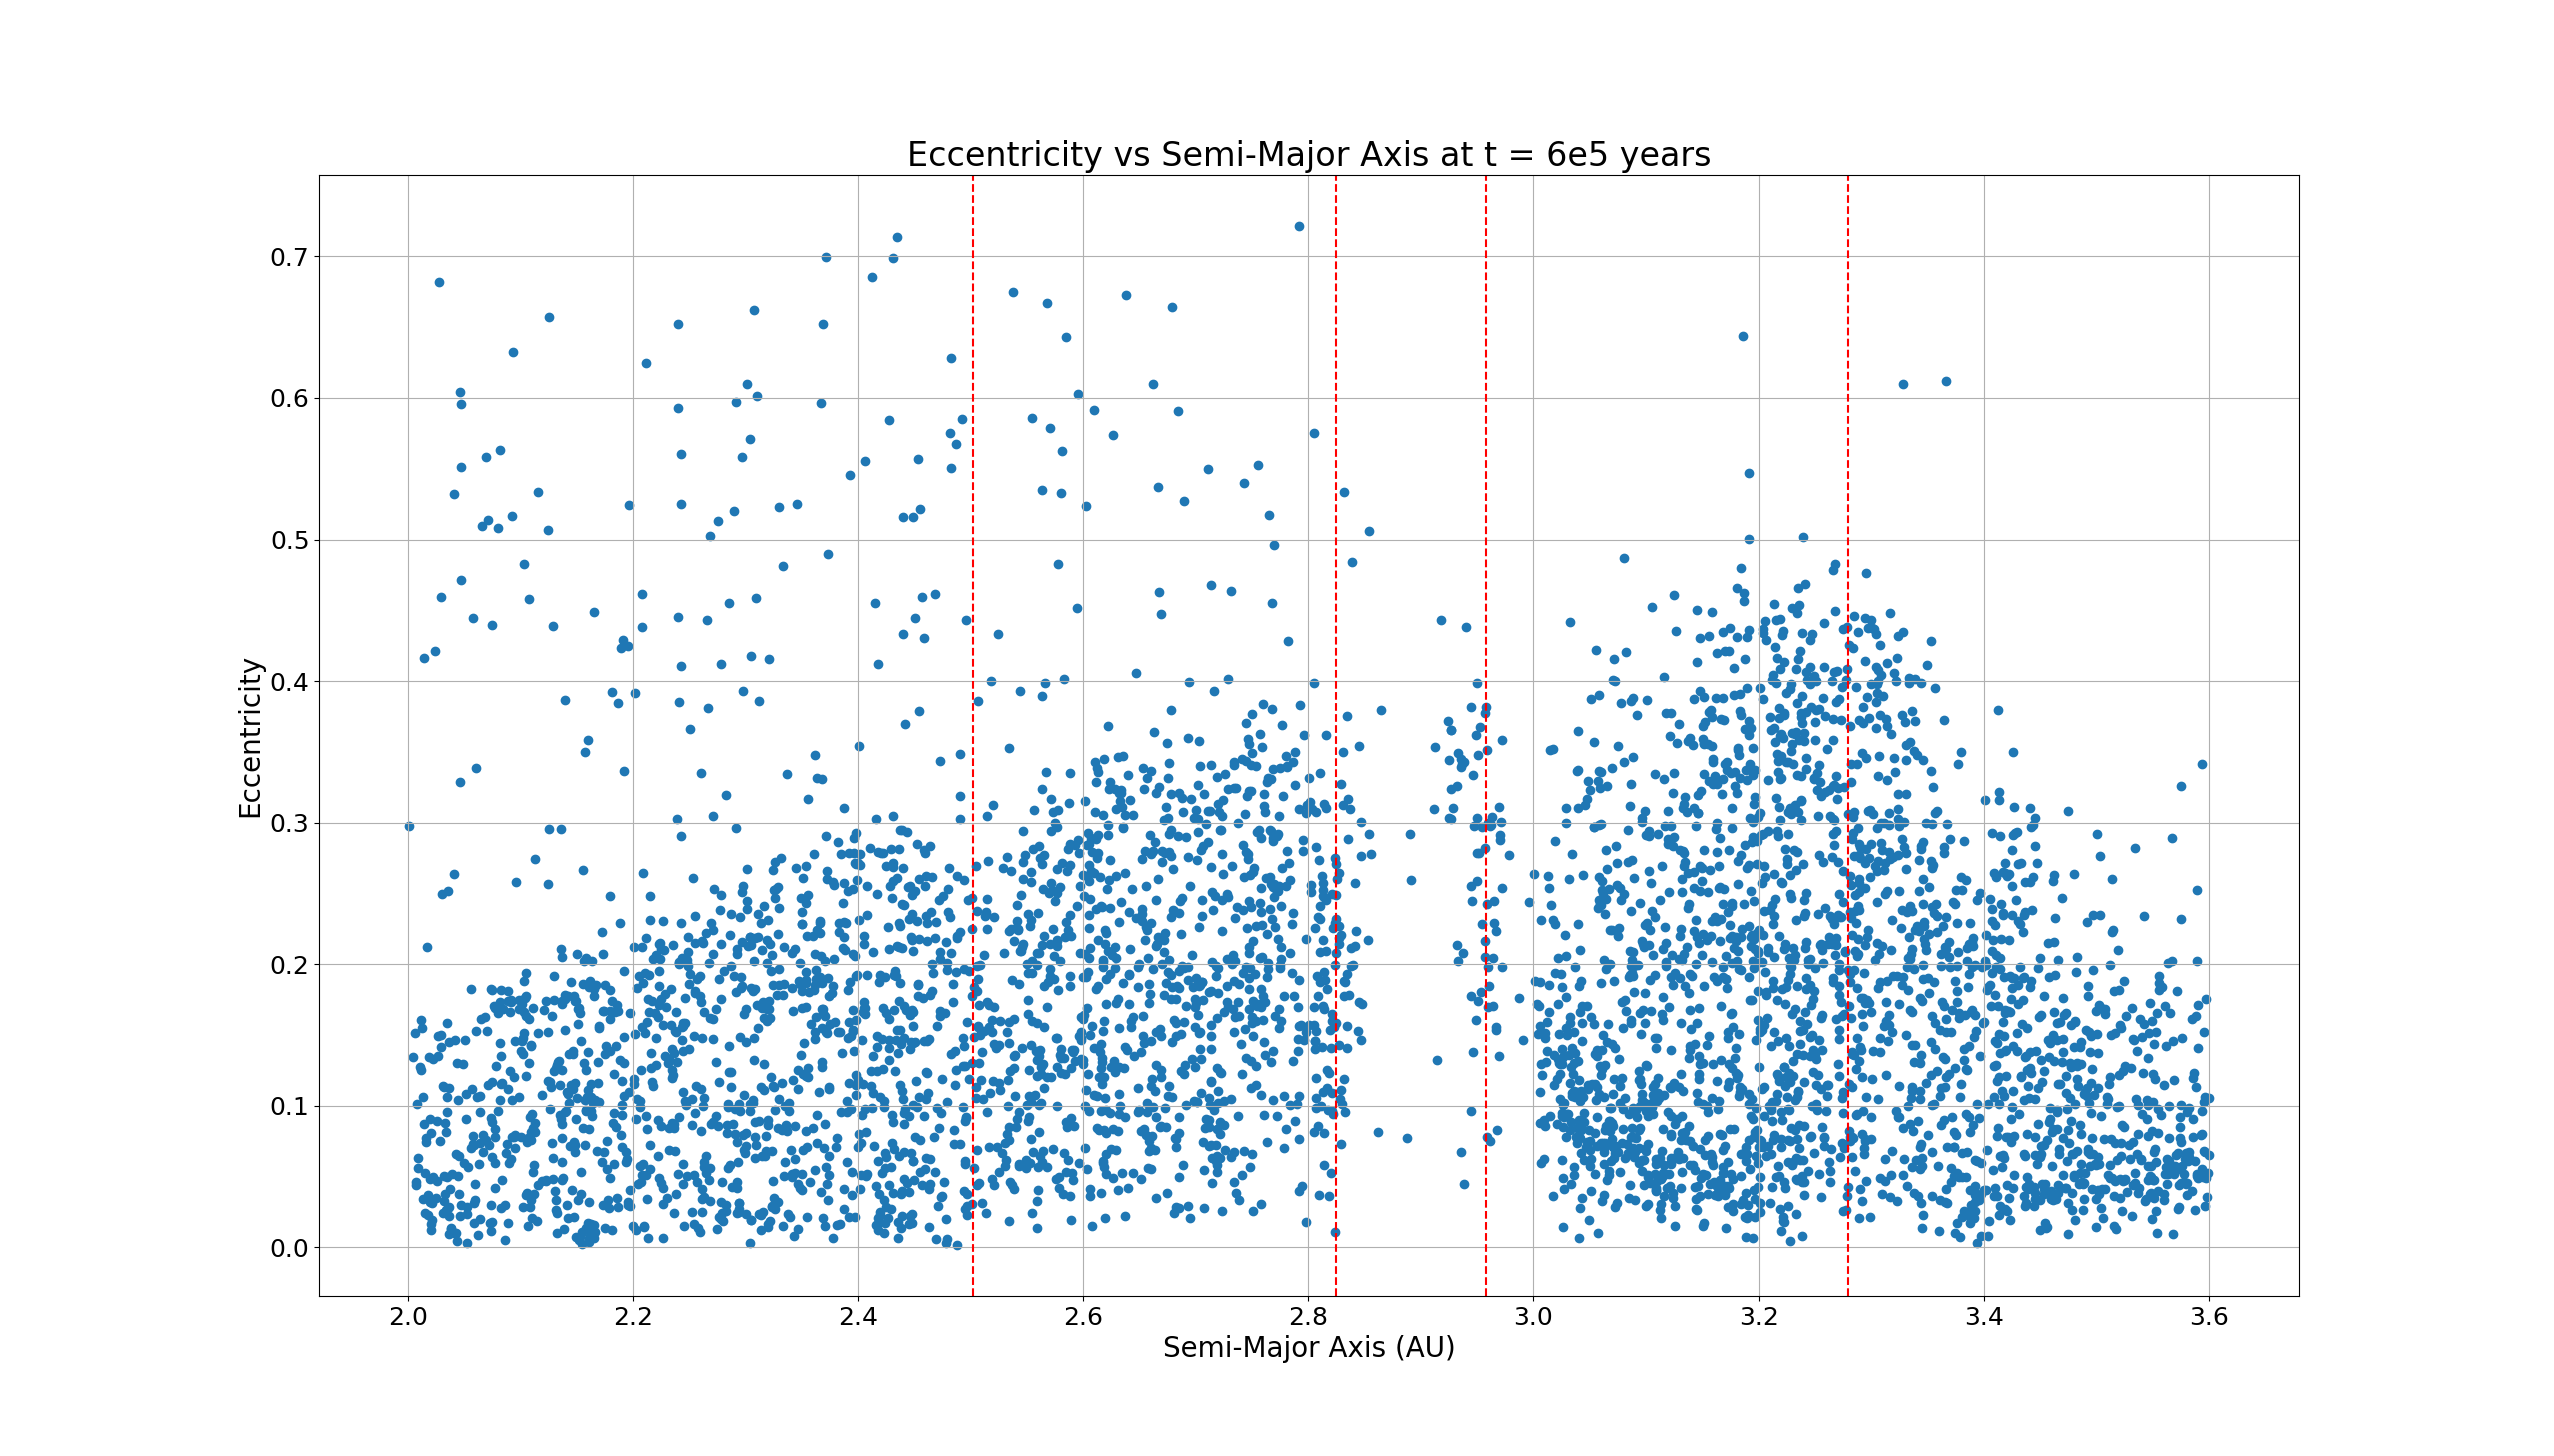 Eccentricity vs Semi-Major Axis at t = 6e5 years
0.7
0.6
0.5
0.4
0.3
0.2
0.1
0.0
Eccentricity
2.0 2.2 2.4 2.6 2.8 3.0 3.2 3.4 3.6
Semi-Major Axis (AU)